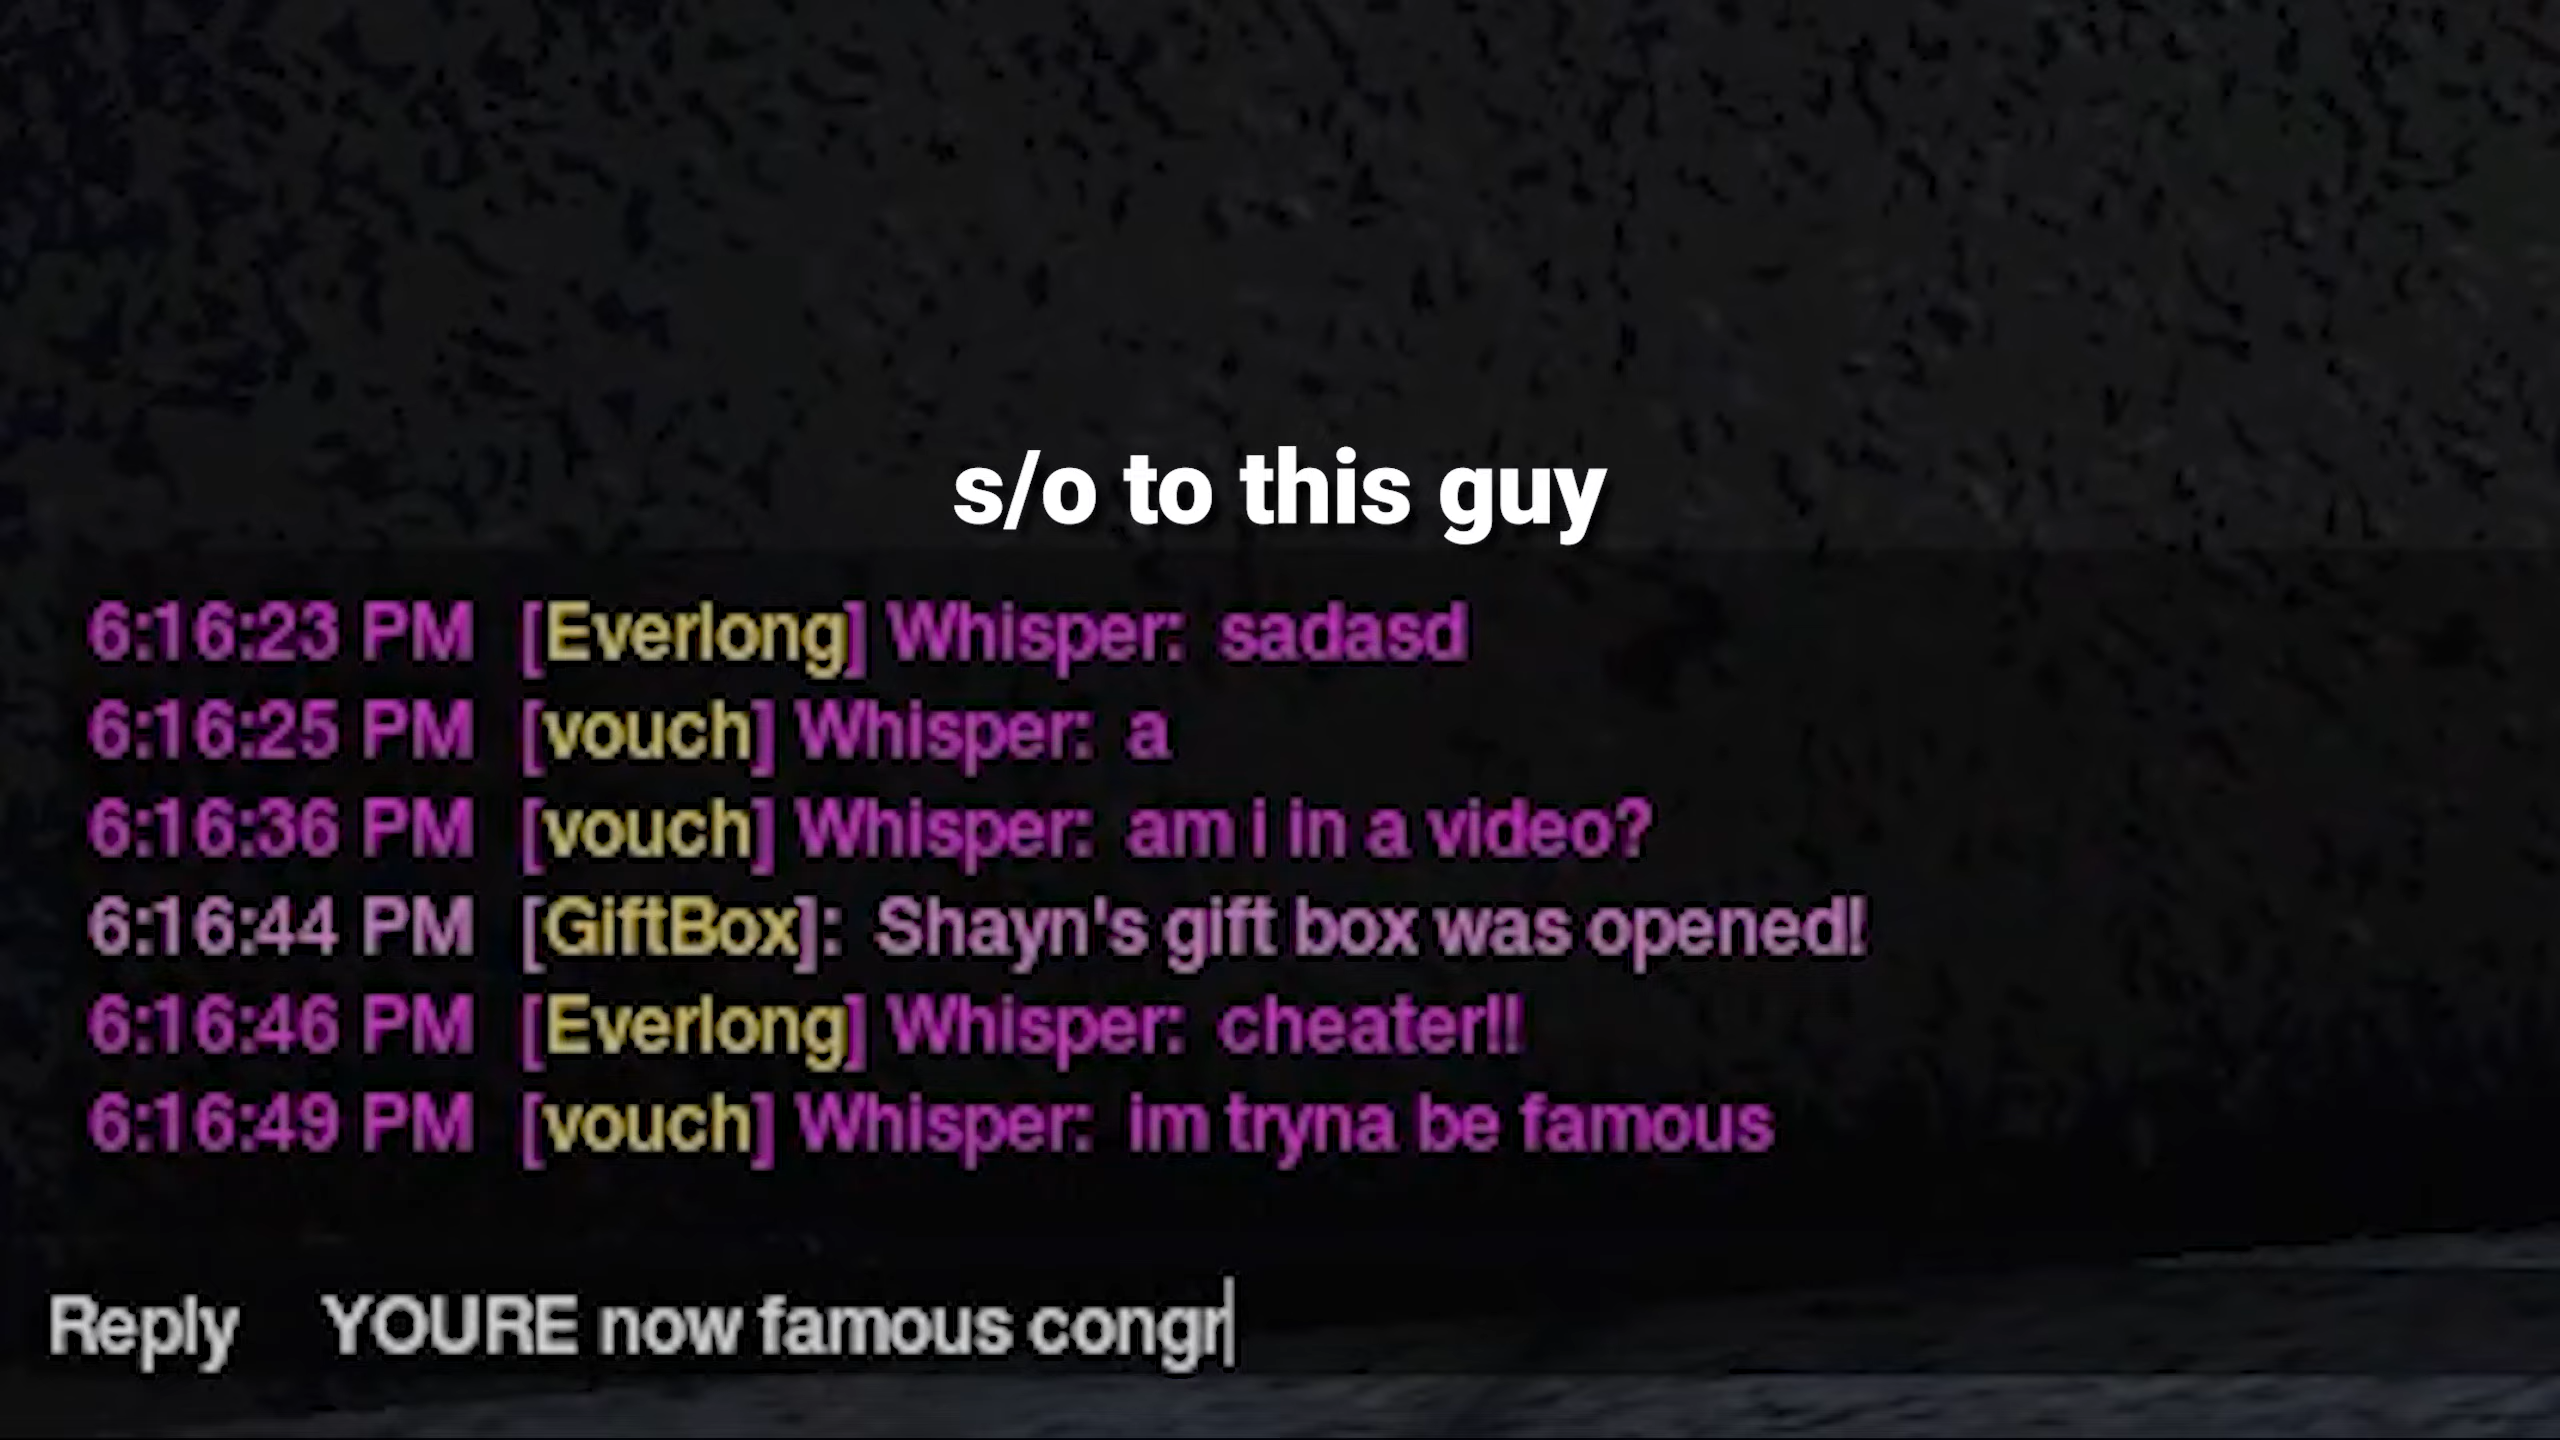 s/o to this guy
6:16:23 PM [Everlong] Whisper: sadasd
6:16:25 PM [vouch] Whisper: a
6:16:36 PM [vouch] Whisper: am i in a video?
6:16:44 PM [GiftBox]: Shayn's gift box was opened!
6:16:46 PM [Everlong] Whisper: cheater!!
6:16:49 PM [vouch] Whisper: im tryna be famous
Reply YOURE now famous congr